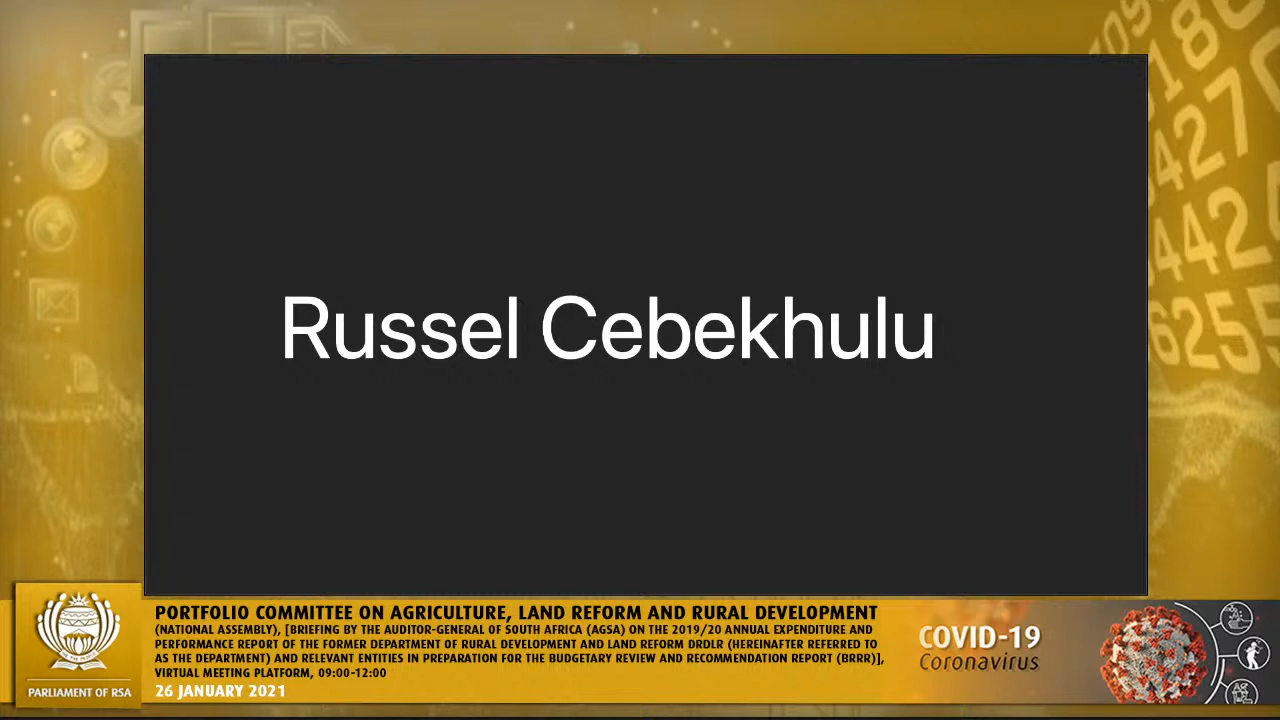 Russel Cebekhulu
PORTFOLIO COMMITTEE ON AGRICULTURE, LAND REFORM AND RURAL DEVELOPMENT
(NATIONAL ASSEMBLY), [BRIEFING BY THE AUDITOR-GENERAL OF SOUTH AFRICA (AGSA) ON THE 2019/20 ANNUAL EXPENDITURE AND
PERFORMANCE REPORT OF THE FORMER DEPARTMENT OF RURAL DEVELOPMENT AND LAND REFORM DRDLR (HEREINAFTER REFERRED TO
AS THE DEPARTMENT) AND RELEVANT ENTITIES IN PREPARATION FOR THE BUDGETARY REVIEW AND RECOMMENDATION REPORT (BRRR)],
VIRTUAL MEETING PLATFORM, 09:00-12:00
26 JANUARY 2021
PARLIAMENT OF RSA
COVID-19
Coronavirus
427
442
6255